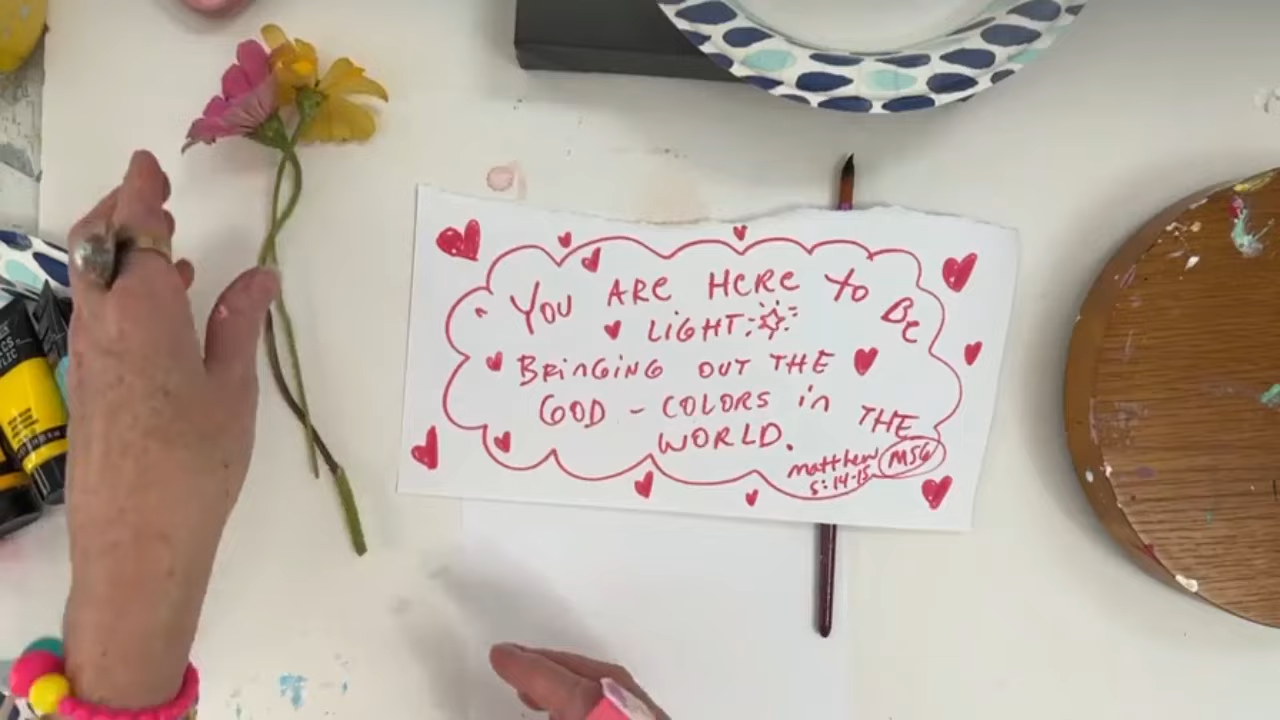 "YOU ARE HERE TO BE
LIGHT:
BRINGING OUT THE
GOD - COLORS in THE
WORLD.
matthew MSG
5:14-15